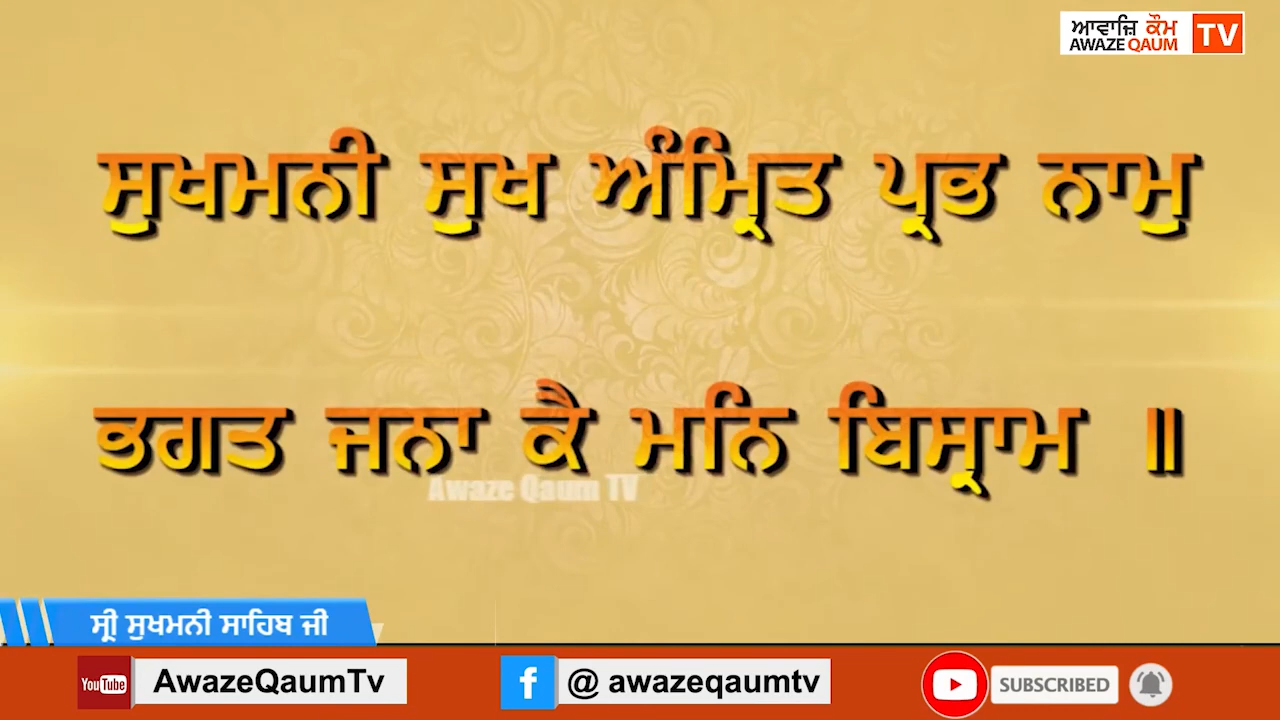 ਆਵਾਜ਼ਿ ਕੌਮ
AWAZE QAUM TV
ਸੁਖਮਨੀ ਸੁਖ ਅੰਮ੍ਰਿਤ ਪ੍ਰਭ ਨਾਮੁ
ਭਗਤ ਜਨਾ ਕੈ ਮਨਿ ਬਿਸ੍ਰਾਮ ॥
Awaze Qaum TV
ਸ੍ਰੀ ਸੁਖਮਨੀ ਸਾਹਿਬ ਜੀ
YouTube AwazeQaumTv
f @ awazeqaumtv
SUBSCRIBED